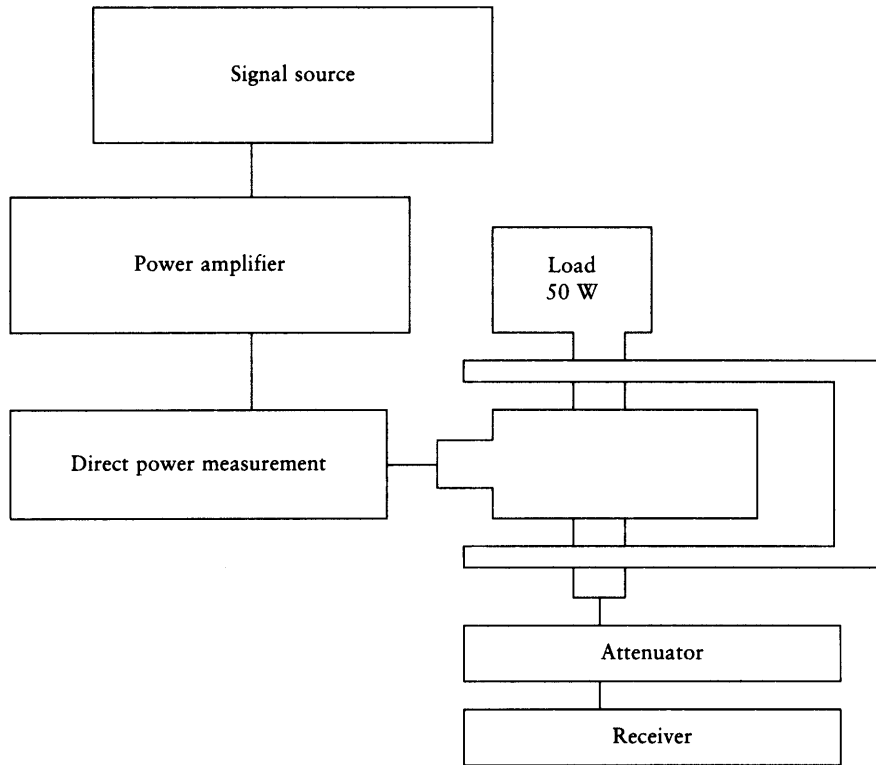 Signal source
Power amplifier
Load
50 W
Direct power measurement
Attenuator
Receiver